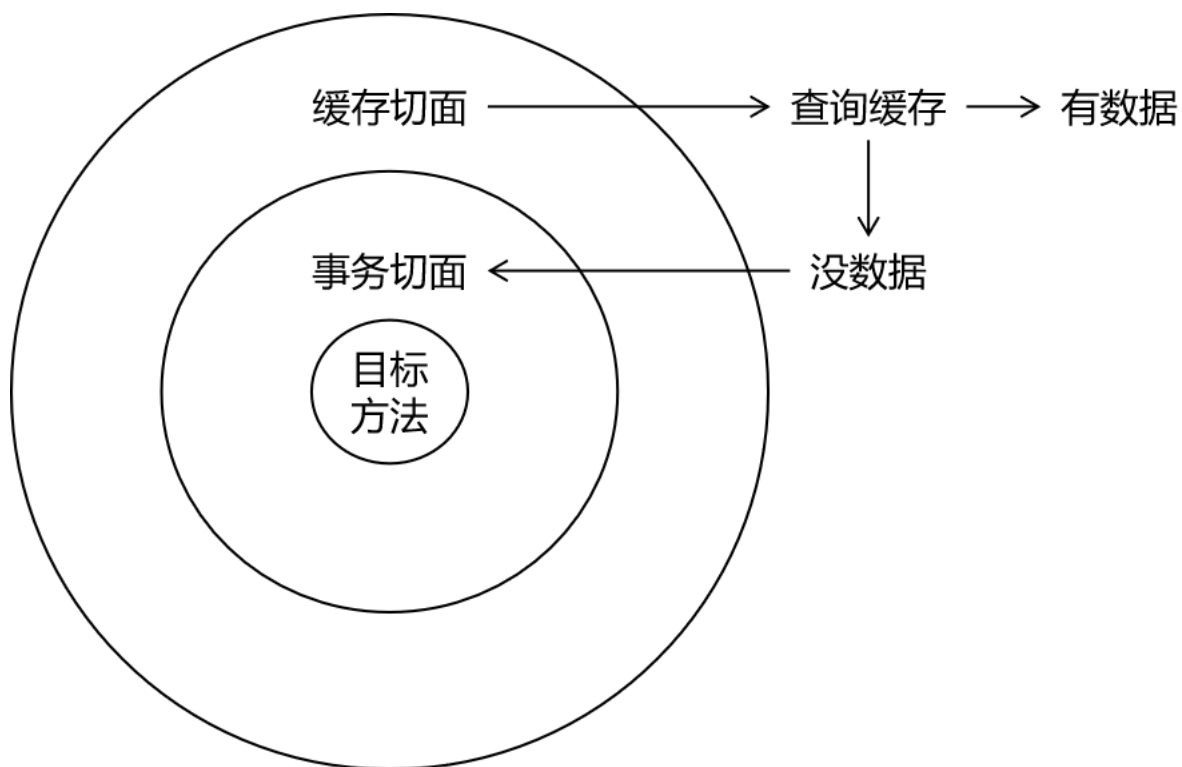 缓存切面
查询缓存
有数据
事务切面
没数据
目标
方法